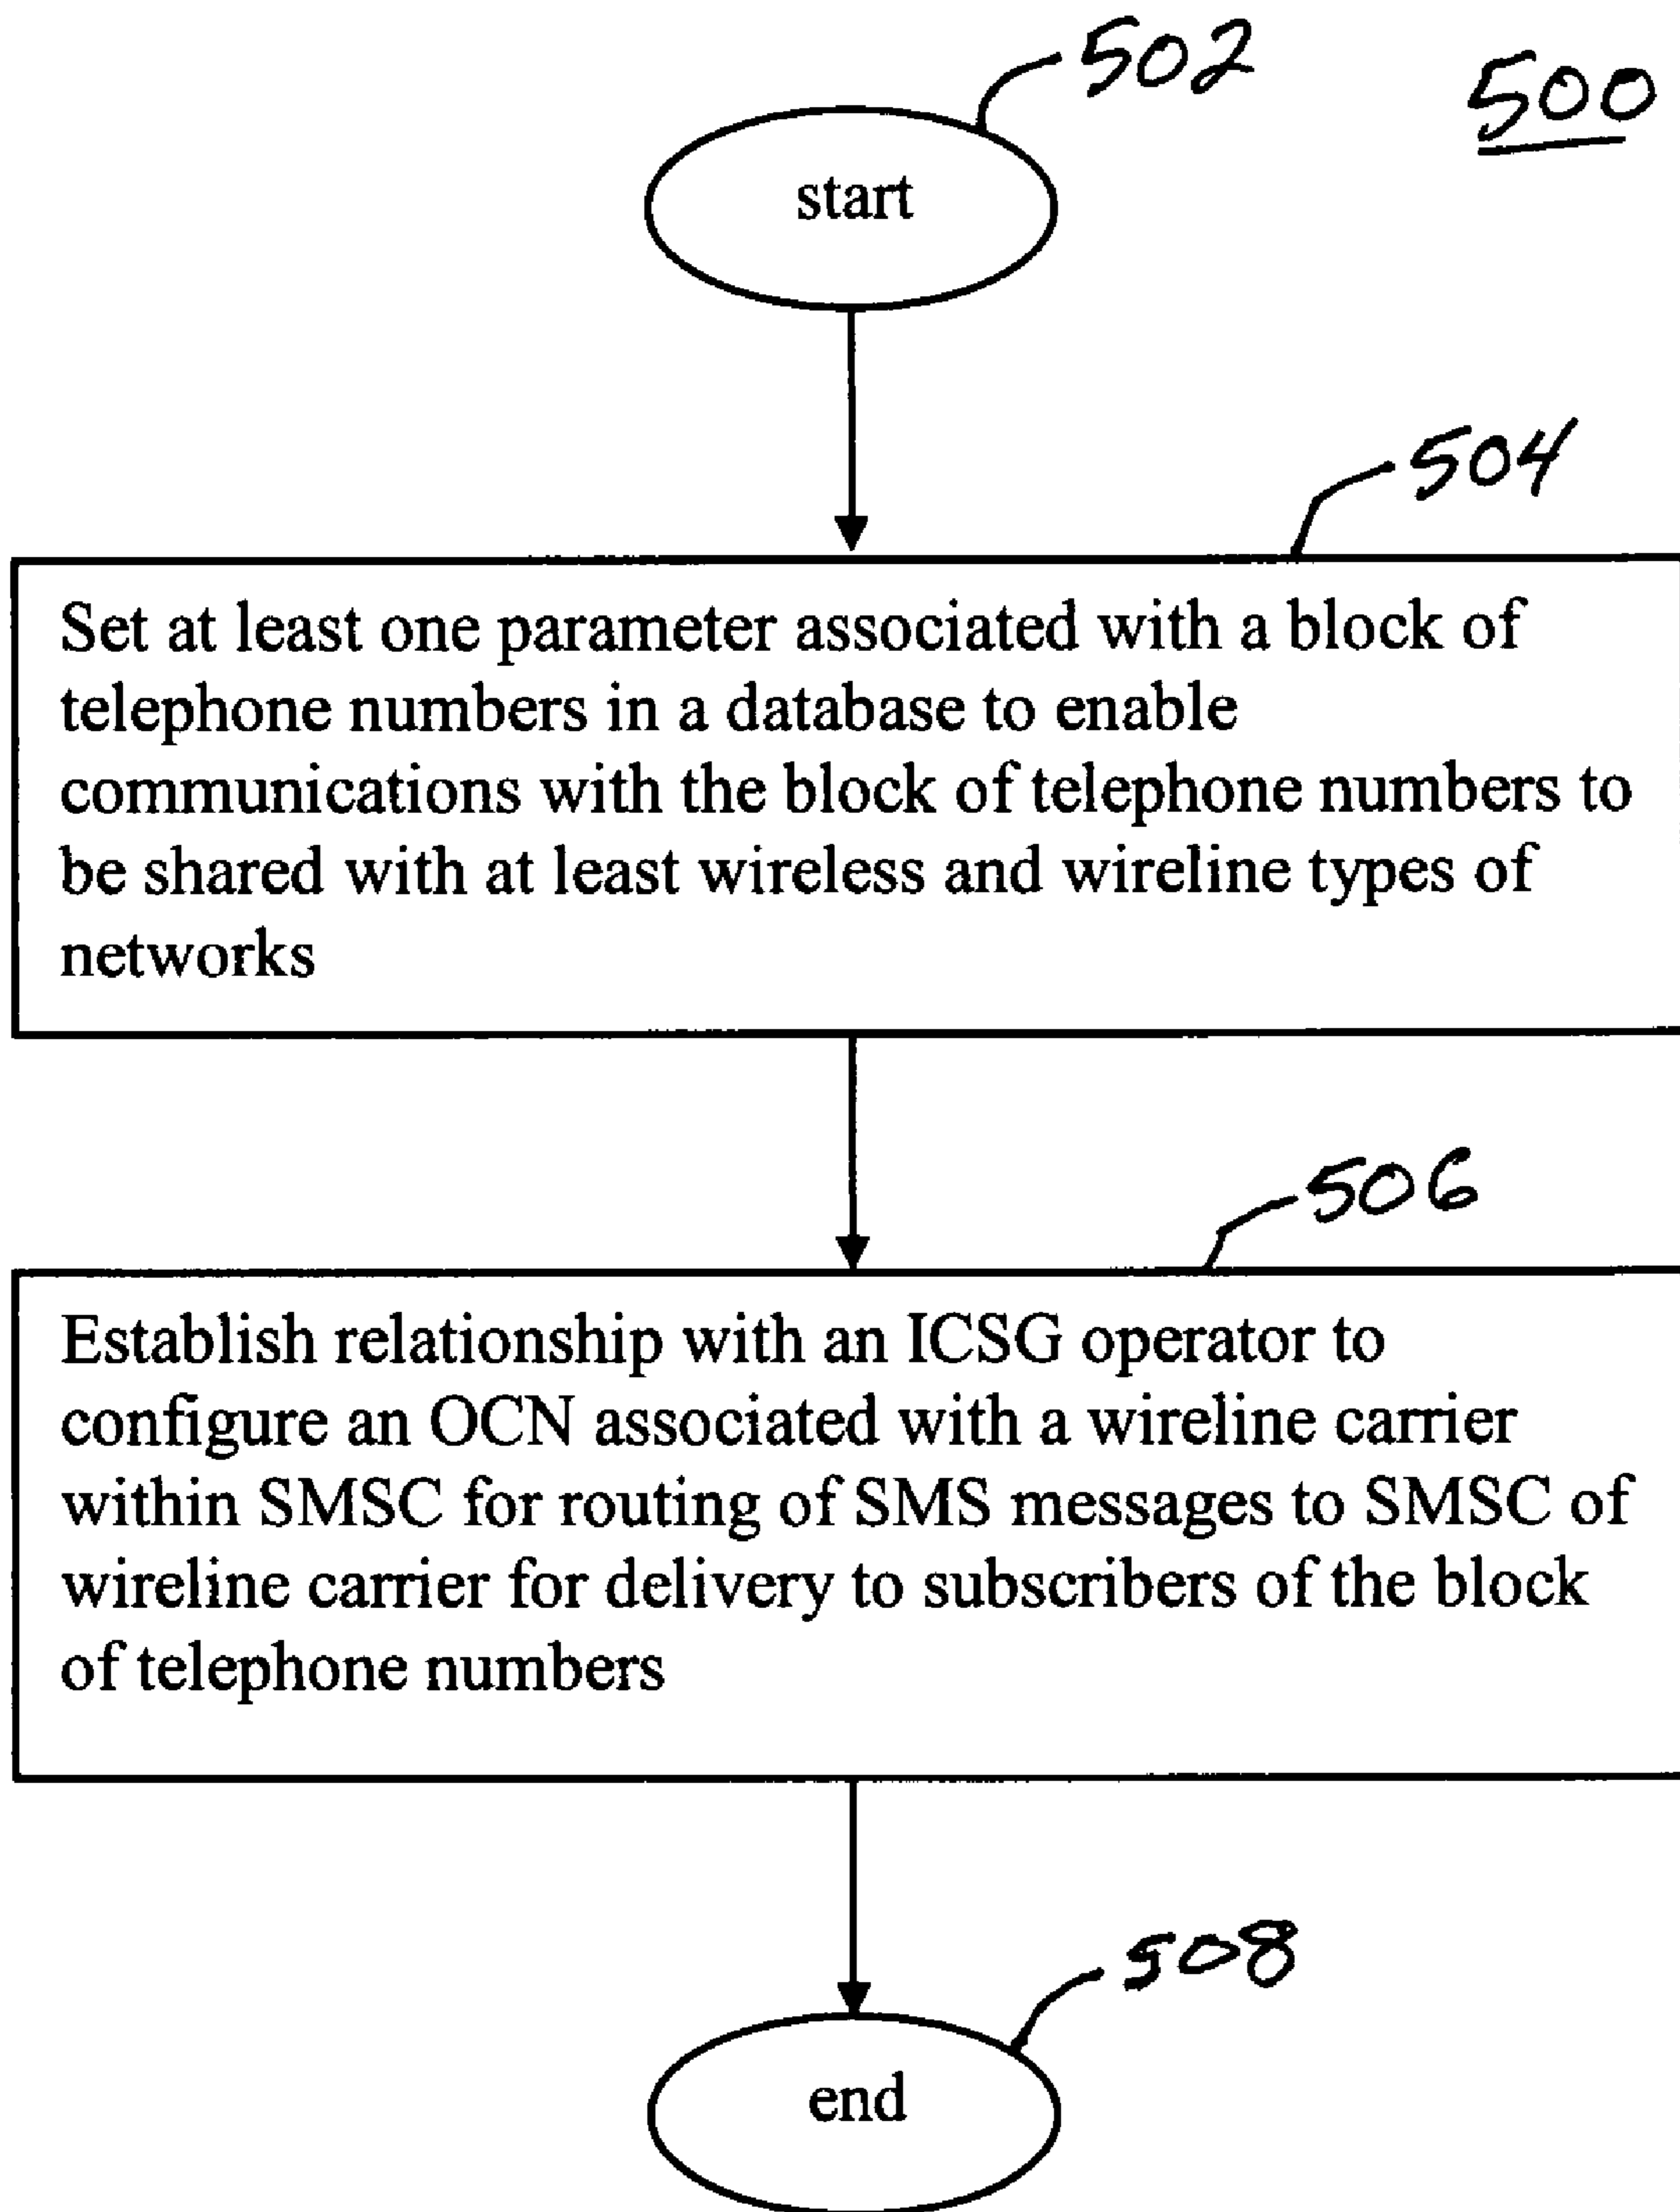 502
500
start
504
Set at least one parameter associated with a block of
telephone numbers in a database to enable
communications with the block of telephone numbers to
be shared with at least wireless and wireline types of
networks
506
Establish relationship with an ICSG operator to
configure an OCN associated with a wireline carrier
within SMSC for routing of SMS messages to SMSC of
wireline carrier for delivery to subscribers of the block
of telephone numbers
508
end